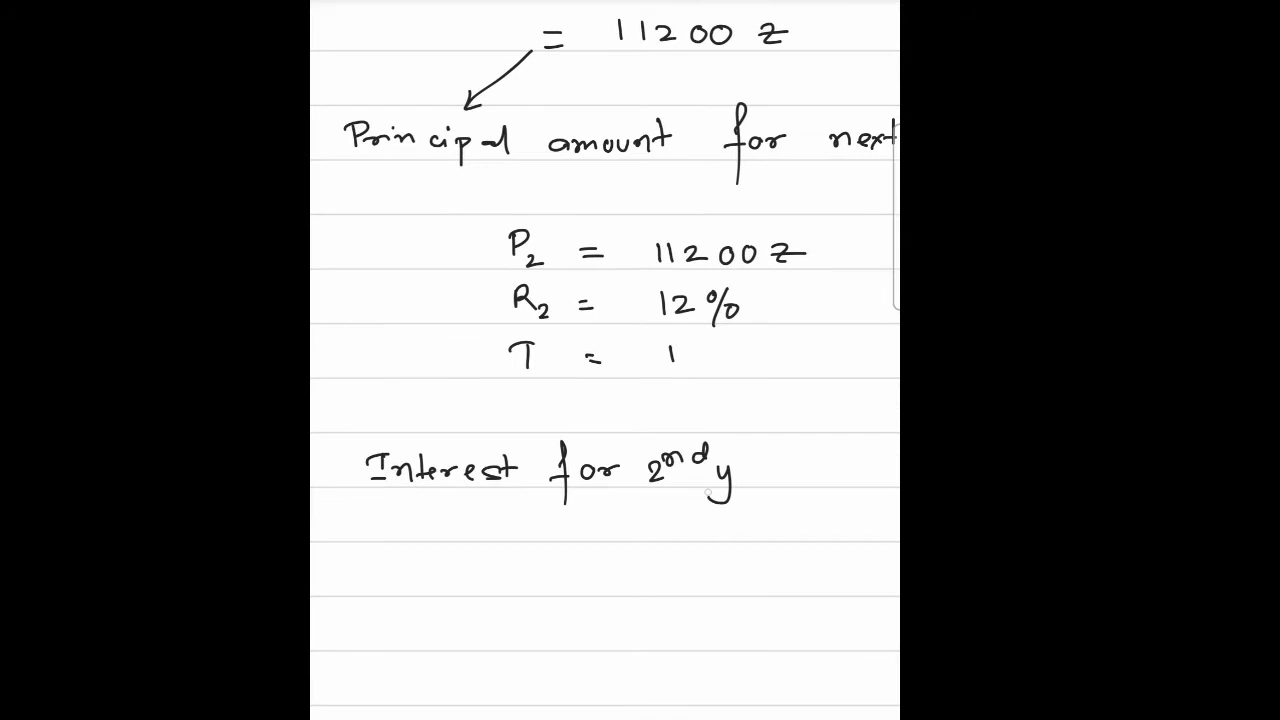 = 11200 Z
Principal amount for next
P₂ = 11200 Z
R₂ = 12%
T = 1
Interest for 2ⁿᵈ y